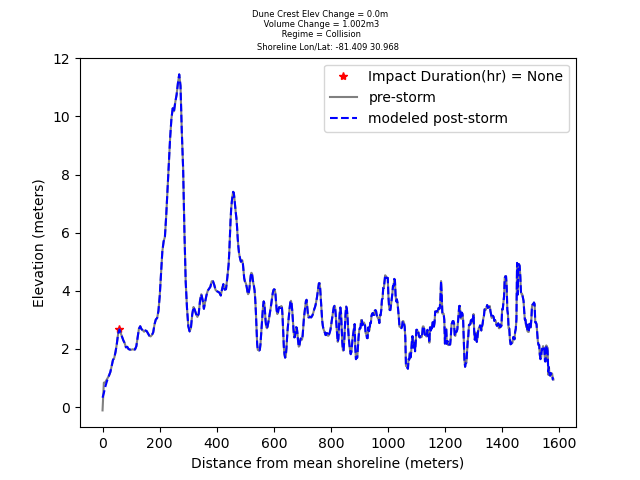 Dune Crest Elev Change = 0.0m
Volume Change = 1.002m3
Regime = Collision
Shoreline Lon/Lat: -81.409 30.968
Impact Duration(hr) = None
pre-storm
modeled post-storm
12
10
8
6
4
2
0
Elevation (meters)
0 200 400 600 800 1000 1200 1400 1600
Distance from mean shoreline (meters)